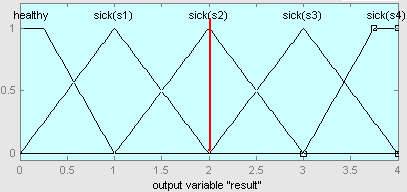 1
healthy sick(s1) sick(s2) sick(s3) sick(s4)
0.5
0
0 0.5 1 1.5 2 2.5 3 3.5 4
output variable "result"